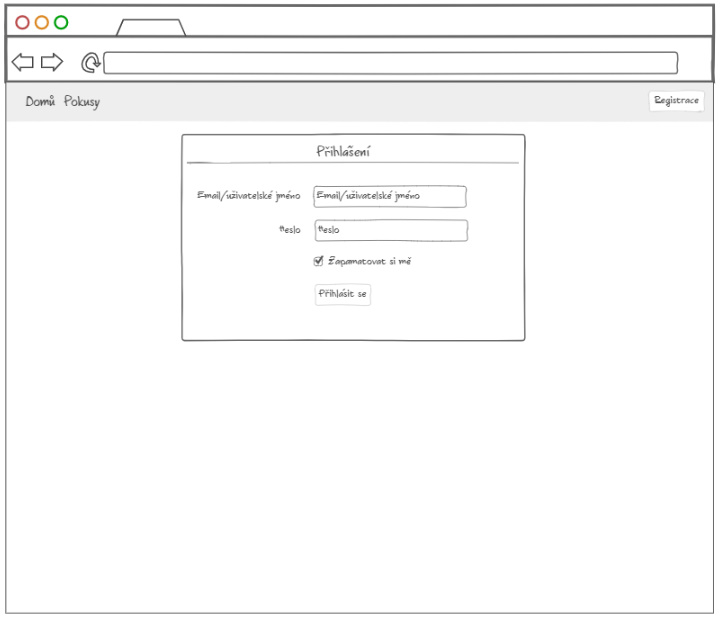 Domů Pokusy
Registrace
Přihlášení
Email/uživatelské jméno
Email/uživatelské jméno
Heslo
Heslo
Zapamatovat si mě
Přihlásit se